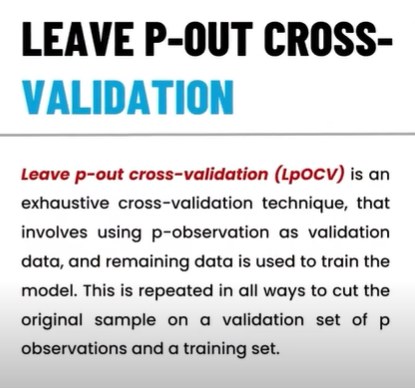 LEAVE P-OUT CROSS-
VALIDATION
Leave p-out cross-validation (LpOCV) is an
exhaustive cross-validation technique, that
involves using p-observation as validation
data, and remaining data is used to train the
model. This is repeated in all ways to cut the
original sample on a validation set of p
observations and a training set.